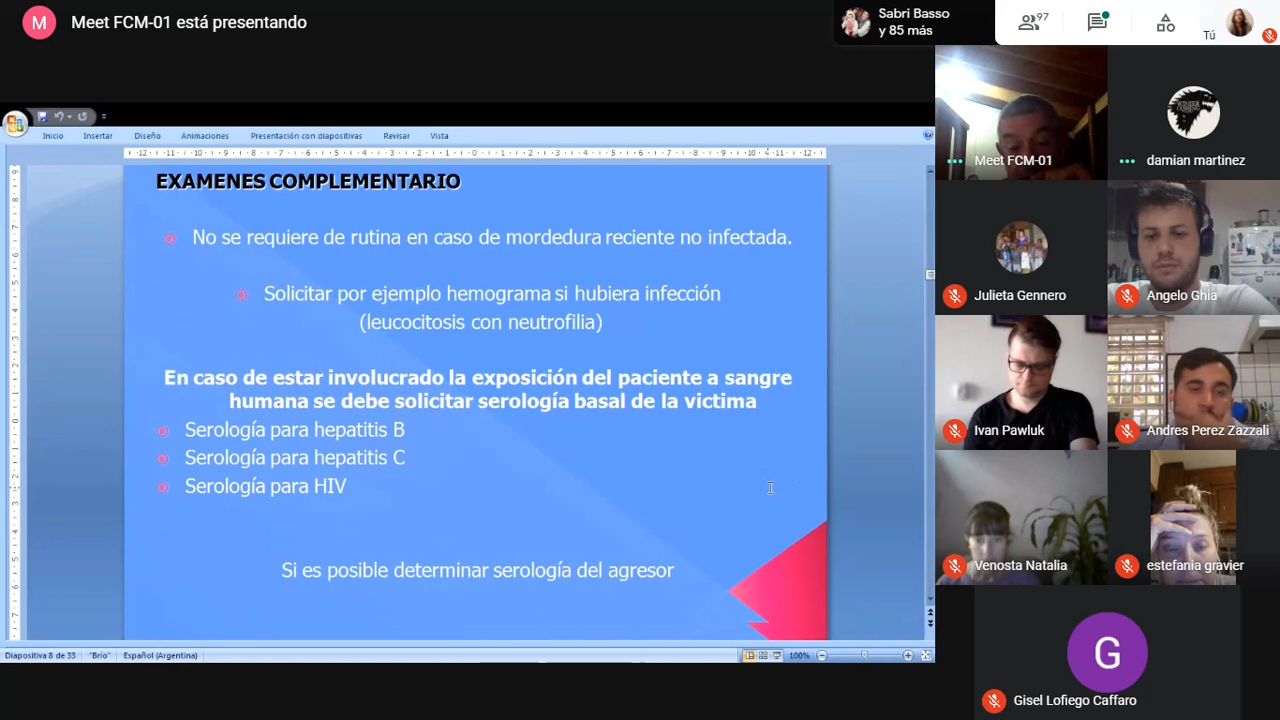 M
Meet FCM-01 está presentando
Sabri Basso
y 85 más
97
Tú
Inicio
Insertar
Diseño
Animaciones
Presentación con diapositivas
Revisar
Vista
EXAMENES COMPLEMENTARIO
No se requiere de rutina en caso de mordedura reciente no infectada.
Solicitar por ejemplo hemograma si hubiera infección
(leucocitosis con neutrofilia)
En caso de estar involucrado la exposición del paciente a sangre
humana se debe solicitar serología basal de la victima
Serología para hepatitis B
Serología para hepatitis C
Serología para HIV
Si es posible determinar serología del agresor
Diapositiva 8 de 33
"Brío"
Español (Argentina)
100%
Meet FCM-01
WINTER
COMING
damian martinez
Julieta Gennero
Angelo Ghia
Ivan Pawluk
Andres Perez Zazzali
Venosta Natalia
estefania gravier
G
Gisel Lofiego Caffaro